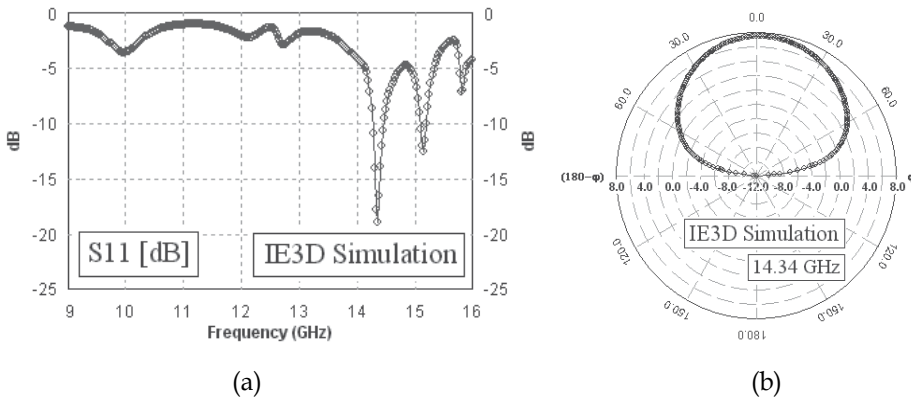 0
-5
-10
-15
-20
-25
dB
0
-5
-10
-15
-20
-25
dB
S11 [dB]
IE3D Simulation
9 10 11 12 13 14 15 16
Frequency (GHz)
(a)
0.0
30.0
30.0
60.0
60.0
(180-φ)
φ
8.0 4.0 0.0 -4.0 -8.0 -12.0 -8.0 -4.0 0.0 4.0 8.0
IE3D Simulation
14.34 GHz
120.0
120.0
150.0
150.0
180.0
(b)